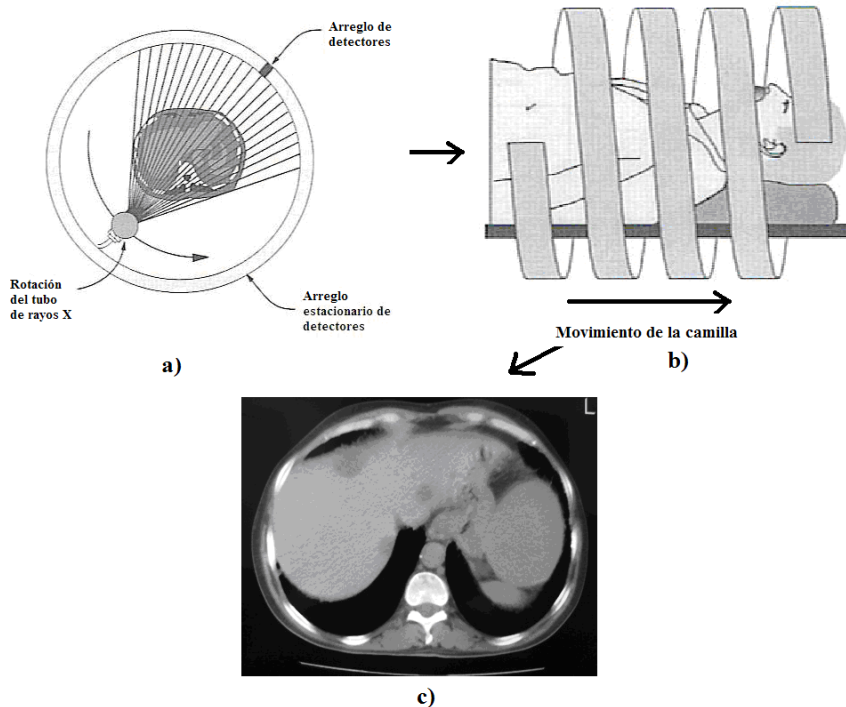 Arreglo de
detectores
Rotación
del tubo
de rayos X
Arreglo
estacionario de
detectores
a)
Movimiento de la camilla
b)
L
c)